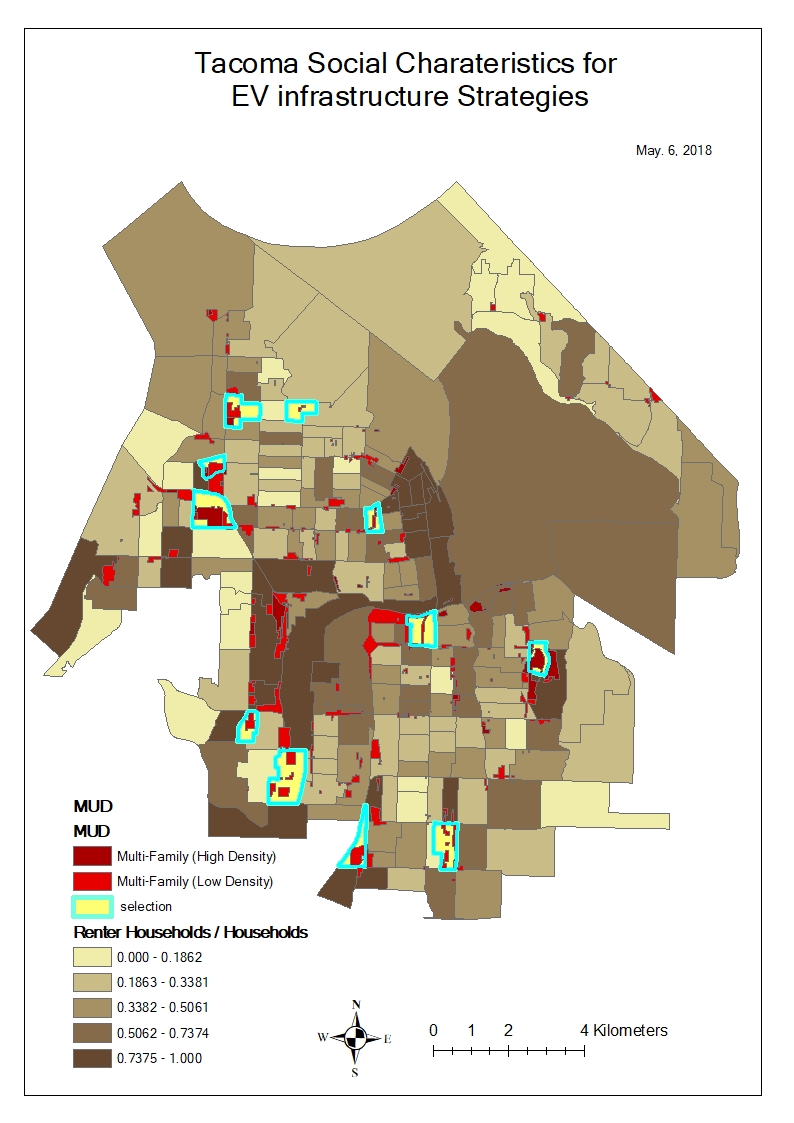 Tacoma Social Charateristics for
EV infrastructure Strategies
May. 6, 2018
MUD
MUD
Multi-Family (High Density)
Multi-Family (Low Density)
selection
Renter Households / Households
0.000 - 0.1862
0.1863 - 0.3381
0.3382 - 0.5061
0.5062 - 0.7374
0.7375 - 1.000
N
W E
S
0 1 2 4 Kilometers